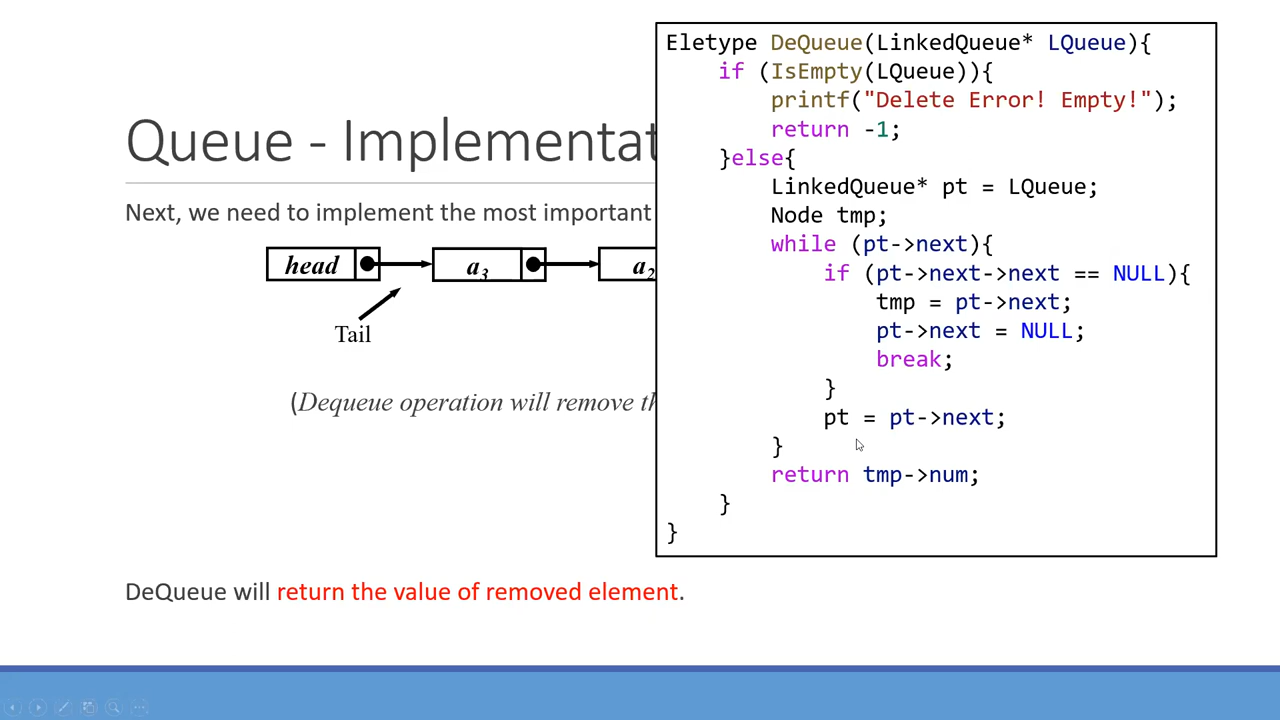 Queue - Implementat
Next, we need to implement the most important
head
a3
a2
Tail
(Dequeue operation will remove th
DeQueue will return the value of removed element.
Eletype DeQueue(LinkedQueue* LQueue){
    if (IsEmpty(LQueue)){
        printf("Delete Error! Empty!");
        return -1;
    }else{
        LinkedQueue* pt = LQueue;
        Node tmp;
        while (pt->next){
            if (pt->next->next == NULL){
                tmp = pt->next;
                pt->next = NULL;
                break;
            }
            pt = pt->next;
        }
        return tmp->num;
    }
}